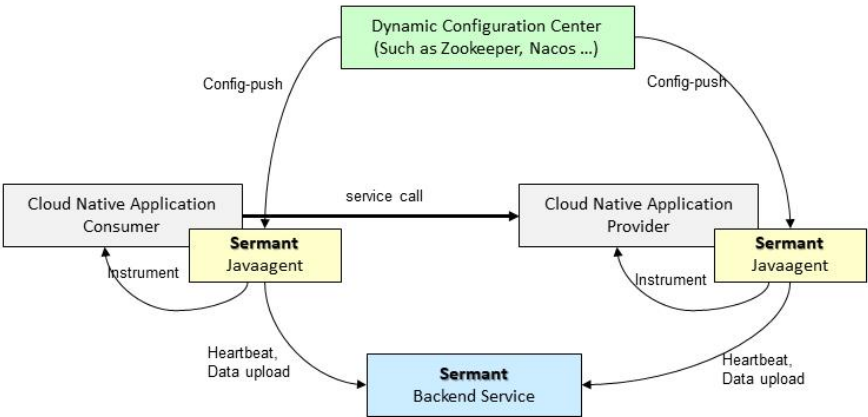 Dynamic Configuration Center
(Such as Zookeeper, Nacos ...)
Config-push
Config-push
Cloud Native Application
Consumer
service call
Cloud Native Application
Provider
Sermant
Javaagent
Sermant
Javaagent
Instrument
Instrument
Heartbeat,
Data upload
Heartbeat,
Data upload
Sermant
Backend Service